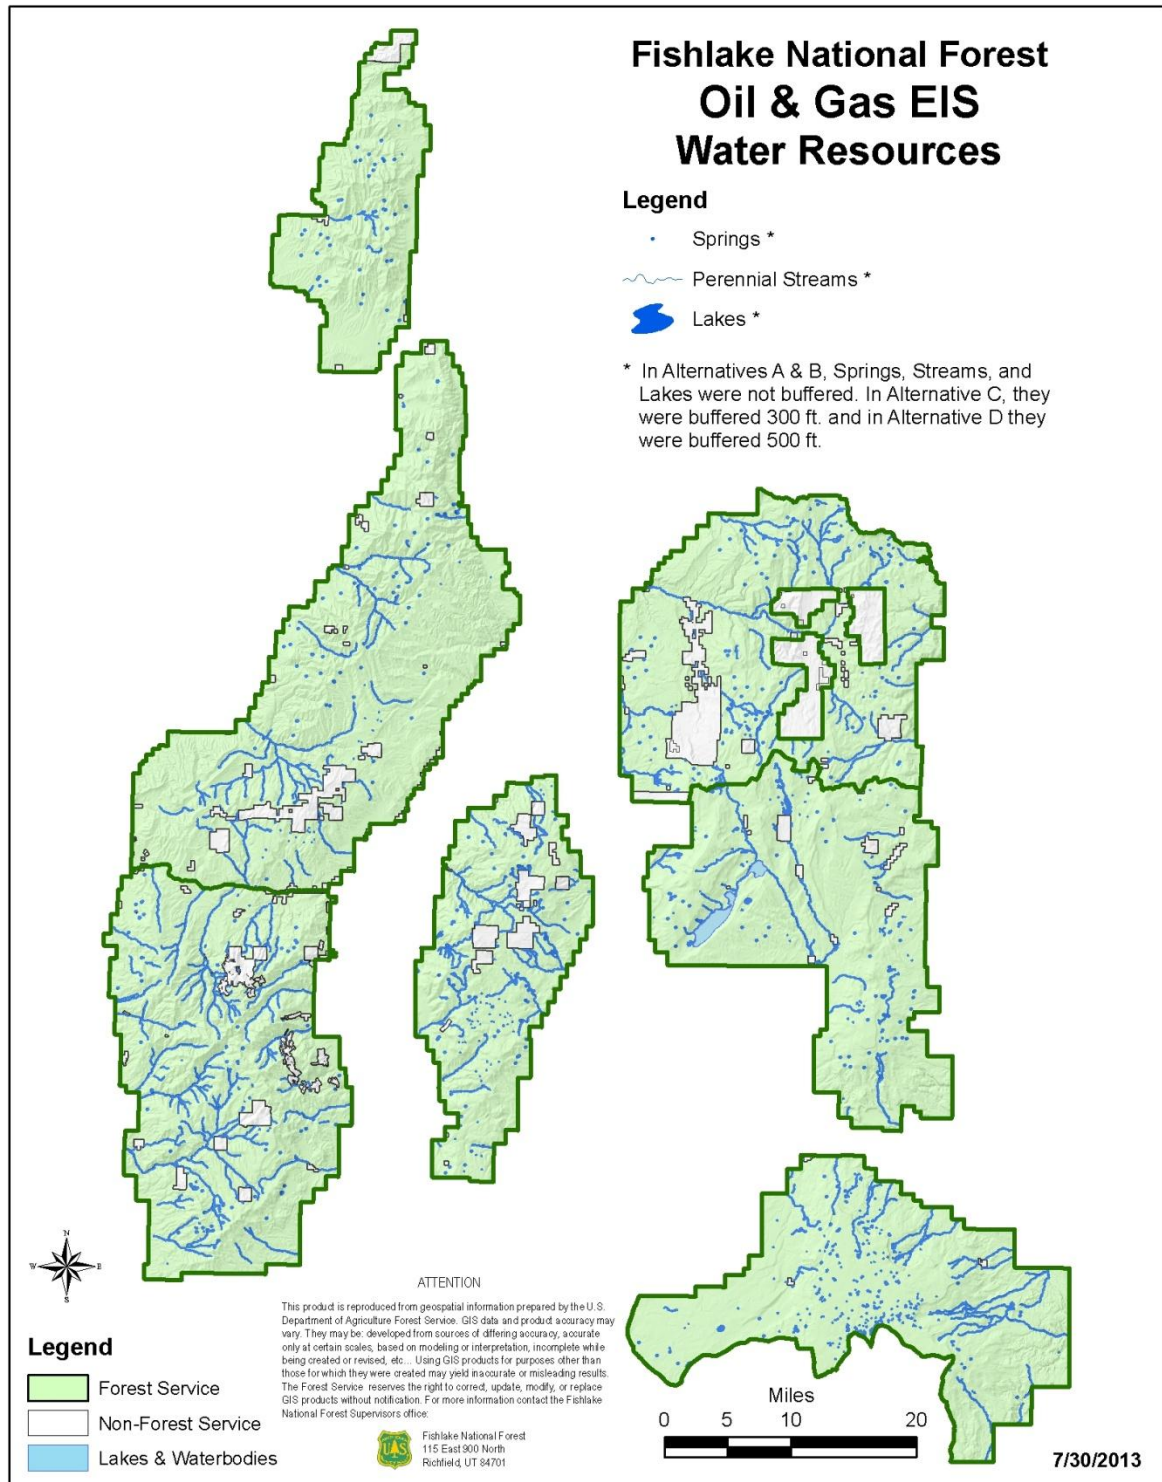 Fishlake National Forest
Oil & Gas EIS
Water Resources
Legend
Springs *
Perennial Streams *
Lakes *
* In Alternatives A & B, Springs, Streams, and
Lakes were not buffered. In Alternative C, they
were buffered 300 ft. and in Alternative D they
were buffered 500 ft.
N
W E
S
ATTENTION
This product is reproduced from geospatial information prepared by the U.S.
Department of Agriculture Forest Service. GIS data and product accuracy may
vary. They may be: developed from sources of differing accuracy, accurate
only at certain scales, based on modeling or interpretation, incomplete while
being created or revised, etc... Using GIS products for purposes other than
those for which they were created may yield inaccurate or misleading results.
The Forest Service reserves the right to correct, update, modify, or replace
GIS products without notification. For more information contact the Fishlake
National Forest Supervisors office:
Fishlake National Forest
115 East 900 North
Richfield, UT 84701
UAS
Legend
Forest Service
Non-Forest Service
Lakes & Waterbodies
Miles
0 5 10 20
7/30/2013